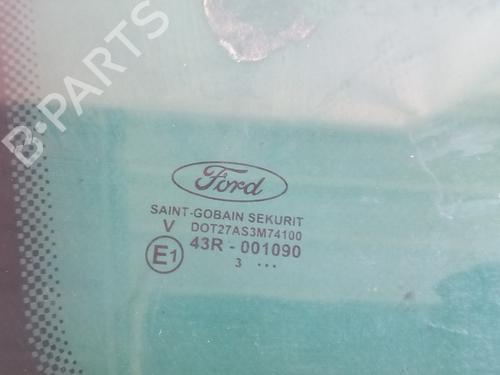 B-PARTS
Ford
SAINT-GOBAIN SEKURIT
V DOT27AS3M74100
E1 43R - 001090
3 ...